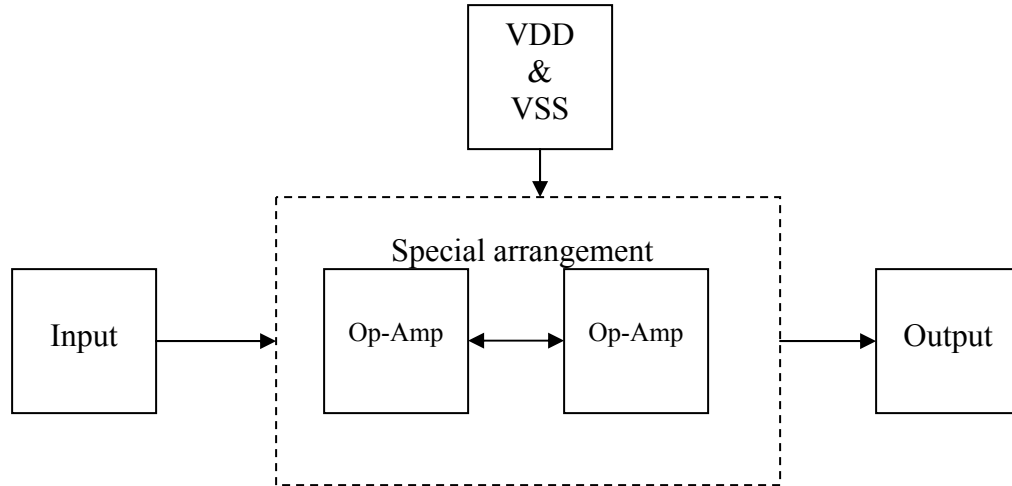 VDD
&
VSS
Special arrangement
Input
Op-Amp
Op-Amp
Output